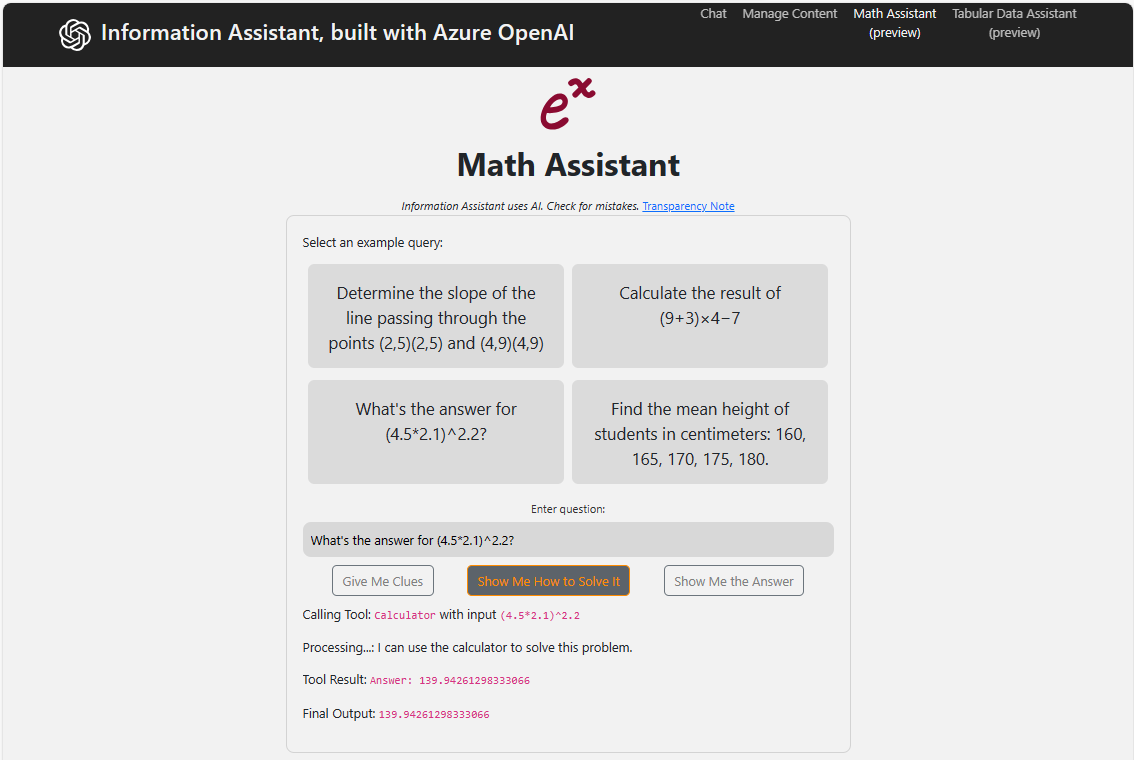 Information Assistant, built with Azure OpenAI
Chat
Manage Content
Math Assistant
(preview)
Tabular Data Assistant
(preview)
eˣ
Math Assistant
Information Assistant uses AI. Check for mistakes. Transparency Note
Select an example query:
Determine the slope of the
line passing through the
points (2,5)(2,5) and (4,9)(4,9)
Calculate the result of
(9+3)×4−7
What's the answer for
(4.5*2.1)^2.2?
Find the mean height of
students in centimeters: 160,
165, 170, 175, 180.
Enter question:
What's the answer for (4.5*2.1)^2.2?
Give Me Clues
Show Me How to Solve It
Show Me the Answer
Calling Tool: Calculator with input (4.5*2.1)^2.2
Processing...: I can use the calculator to solve this problem.
Tool Result: Answer: 139.94261298333066
Final Output: 139.94261298333066